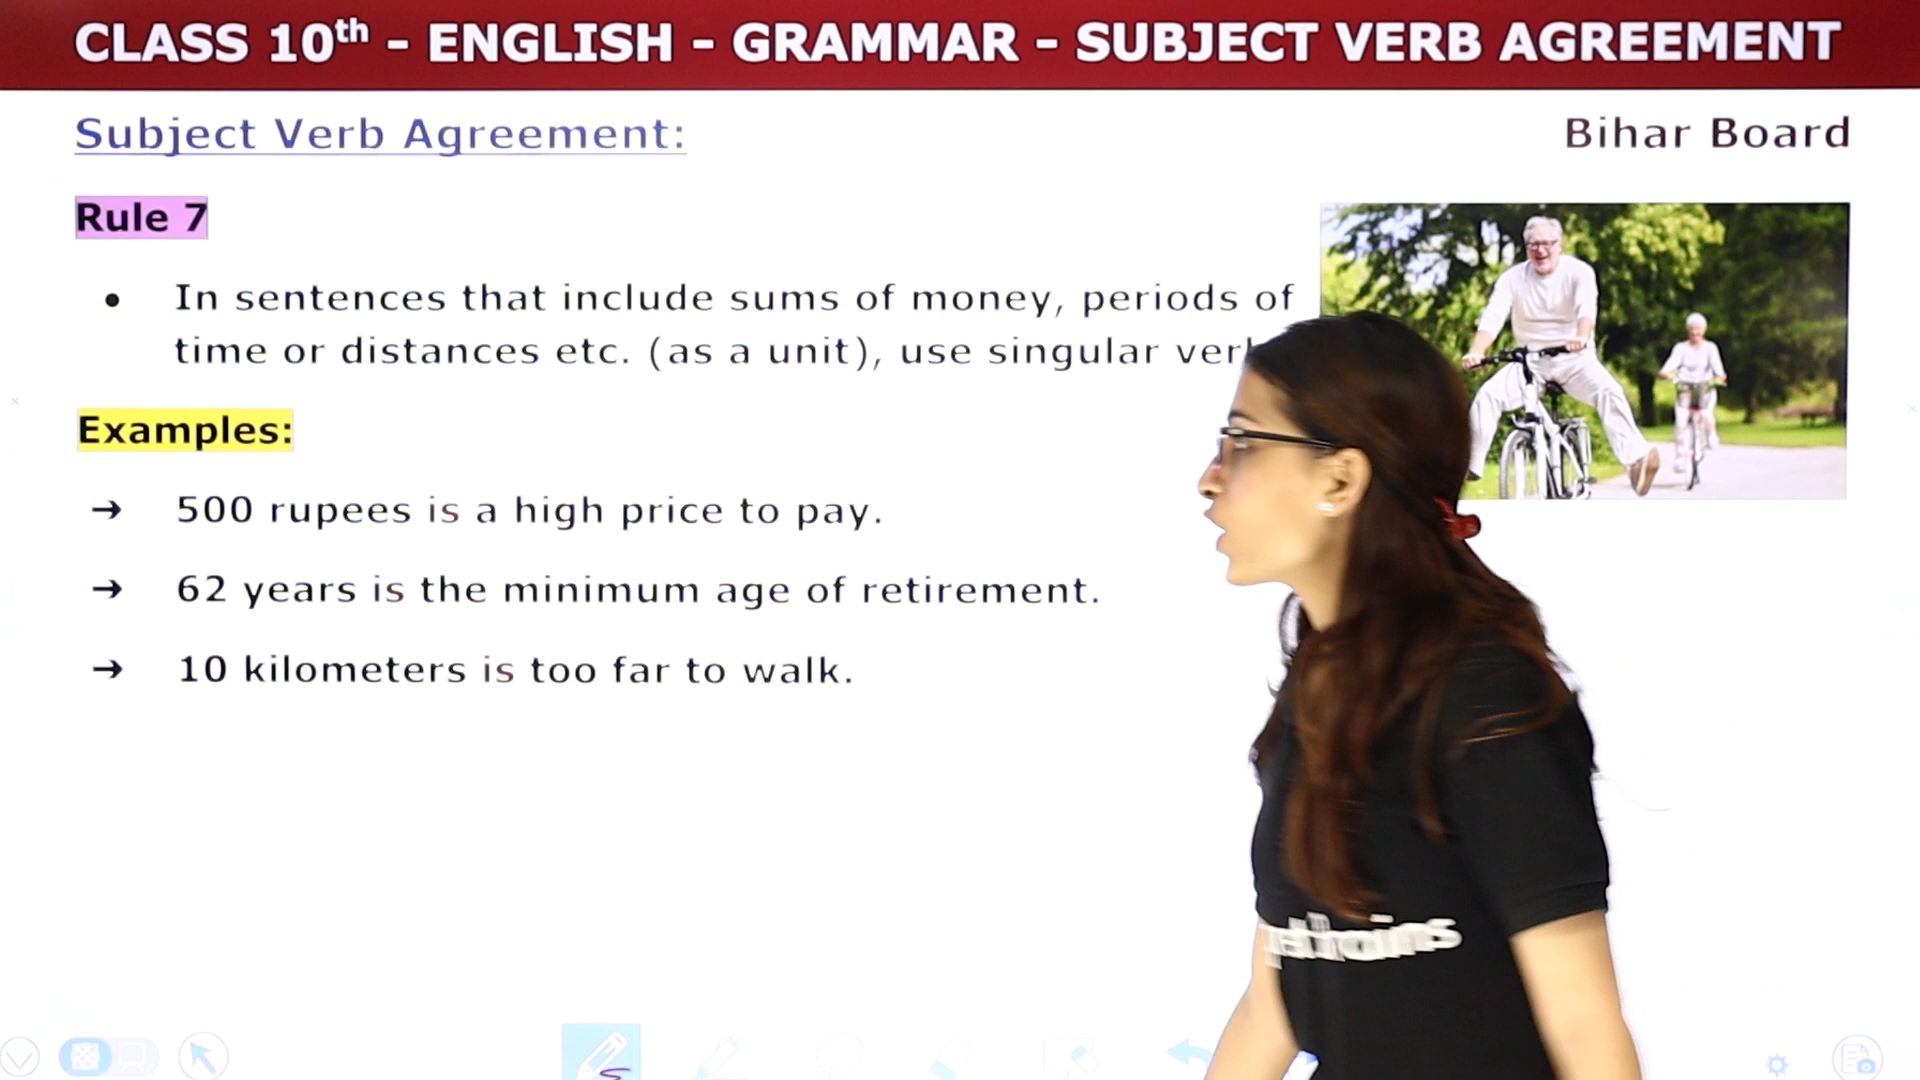 CLASS 10th - ENGLISH - GRAMMAR - SUBJECT VERB AGREEMENT
Subject Verb Agreement:
Bihar Board
Rule 7
• In sentences that include sums of money, periods of
time or distances etc. (as a unit), use singular
Examples:
→ 500 rupees is a high price to pay.
→ 62 years is the minimum age of retirement.
→ 10 kilometers is too far to walk.